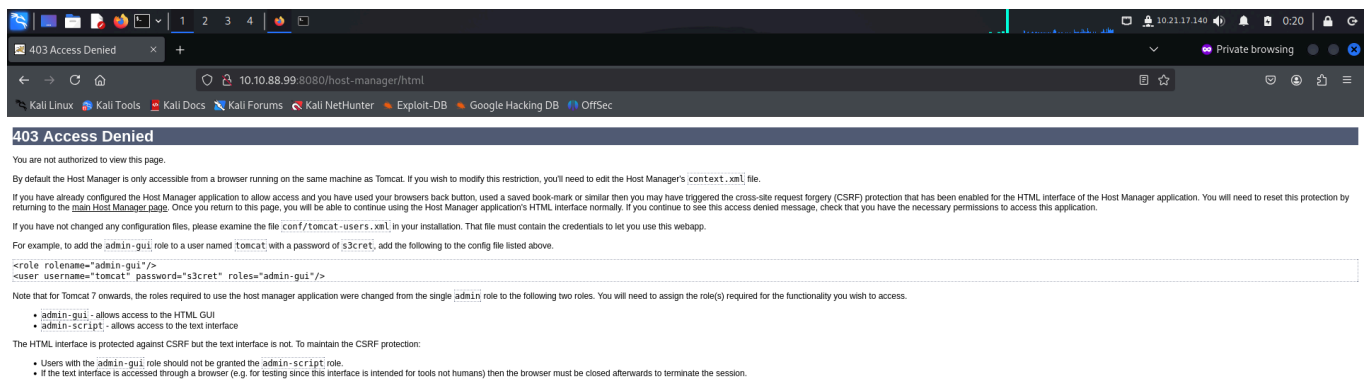 1 2 3 4
10.21.17.140 0:20
403 Access Denied
Private browsing
10.10.88.99:8080/host-manager/html
Kali Linux Kali Tools Kali Docs Kali Forums Kali NetHunter Exploit-DB Google Hacking DB OffSec
403 Access Denied
You are not authorized to view this page.
By default the Host Manager is only accessible from a browser running on the same machine as Tomcat. If you wish to modify this restriction, you'll need to edit the Host Manager's context.xml file.
If you have already configured the Host Manager application to allow access and you have used your browsers back button, used a saved book-mark or similar then you may have triggered the cross-site request forgery (CSRF) protection that has been enabled for the HTML interface of the Host Manager application. You will need to reset this protection by
returning to the main Host Manager page. Once you return to this page, you will be able to continue using the Host Manager application's HTML interface normally. If you continue to see this access denied message, check that you have the necessary permissions to access this application.
If you have not changed any configuration files, please examine the file conf/tomcat-users.xml in your installation. That file must contain the credentials to let you use this webapp.
For example, to add the admin-gui role to a user named tomcat with a password of s3cret, add the following to the config file listed above.
<role rolename="admin-gui"/>
<user username="tomcat" password="s3cret" roles="admin-gui"/>
Note that for Tomcat 7 onwards, the roles required to use the host manager application were changed from the single admin role to the following two roles. You will need to assign the role(s) required for the functionality you wish to access.
• admin-gui - allows access to the HTML GUI
• admin-script - allows access to the text interface
The HTML interface is protected against CSRF but the text interface is not. To maintain the CSRF protection:
• Users with the admin-gui role should not be granted the admin-script role.
• If the text interface is accessed through a browser (e.g. for testing since this interface is intended for tools not humans) then the browser must be closed afterwards to terminate the session.